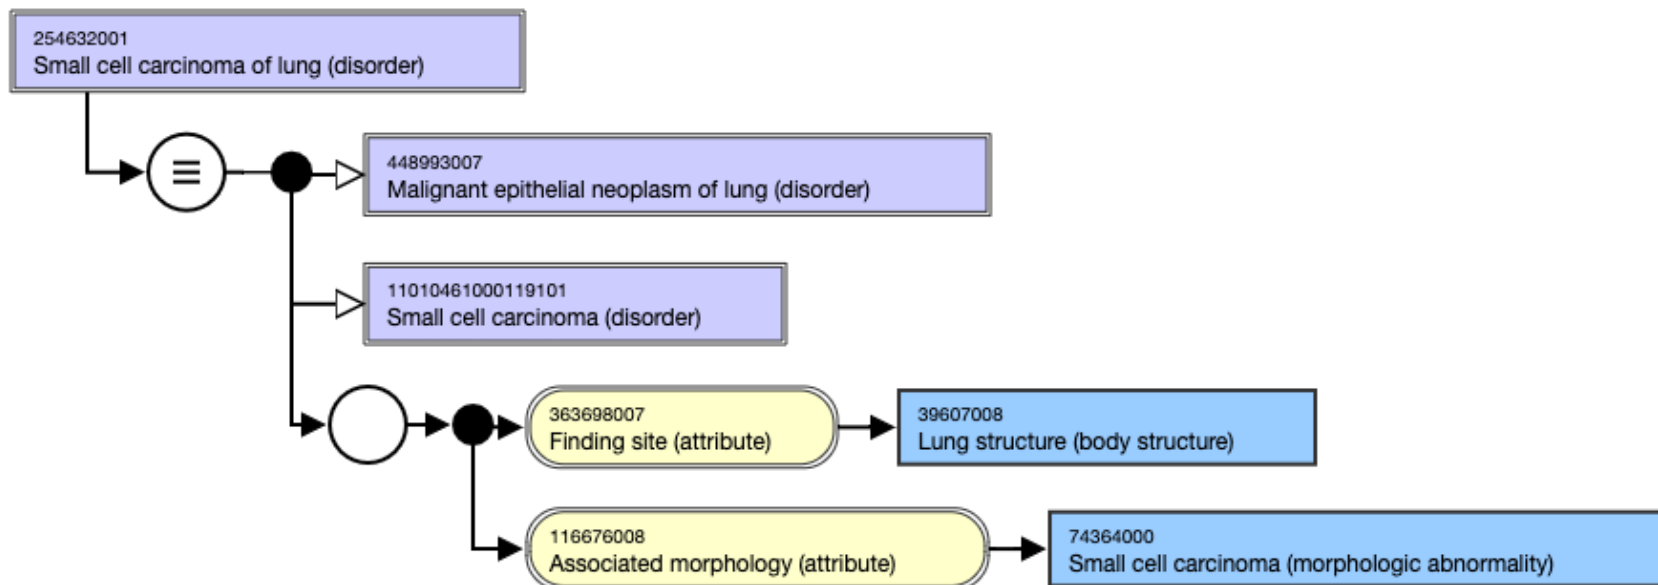 254632001
Small cell carcinoma of lung (disorder)
≡
448993007
Malignant epithelial neoplasm of lung (disorder)
11010461000119101
Small cell carcinoma (disorder)
363698007
Finding site (attribute)
39607008
Lung structure (body structure)
116676008
Associated morphology (attribute)
74364000
Small cell carcinoma (morphologic abnormality)